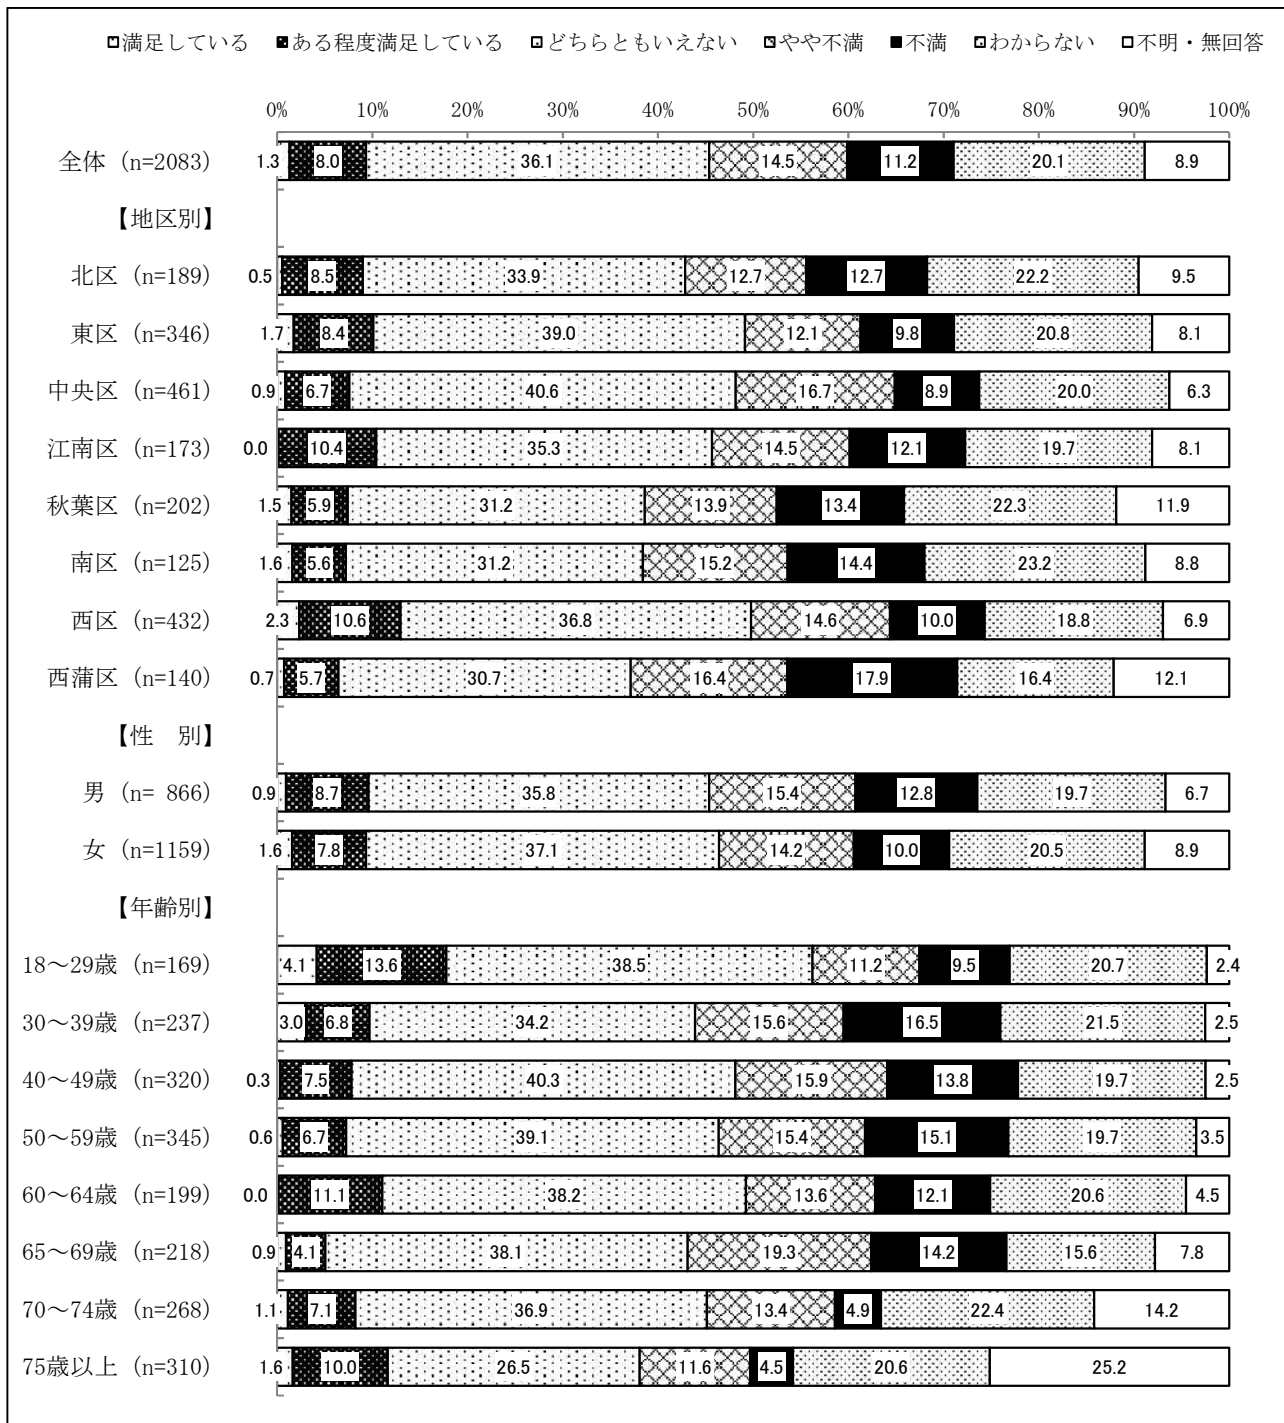 満足している ある程度満足している どちらともいえない やや不満 不満 わからない 不明・無回答
0% 10% 20% 30% 40% 50% 60% 70% 80% 90% 100%
全体 (n=2083) 1.3 8.0 36.1 14.5 11.2 20.1 8.9
【地区別】
北区 (n=189) 0.5 8.5 33.9 12.7 12.7 22.2 9.5
東区 (n=346) 1.7 8.4 39.0 12.1 9.8 20.8 8.1
中央区 (n=461) 0.9 6.7 40.6 16.7 8.9 20.0 6.3
江南区 (n=173) 0.0 10.4 35.3 14.5 12.1 19.7 8.1
秋葉区 (n=202) 1.5 5.9 31.2 13.9 13.4 22.3 11.9
南区 (n=125) 1.6 5.6 31.2 15.2 14.4 23.2 8.8
西区 (n=432) 2.3 10.6 36.8 14.6 10.0 18.8 6.9
西蒲区 (n=140) 0.7 5.7 30.7 16.4 17.9 16.4 12.1
【性　別】
男 (n= 866) 0.9 8.7 35.8 15.4 12.8 19.7 6.7
女 (n=1159) 1.6 7.8 37.1 14.2 10.0 20.5 8.9
【年齢別】
18～29歳 (n=169) 4.1 13.6 38.5 11.2 9.5 20.7 2.4
30～39歳 (n=237) 3.0 6.8 34.2 15.6 16.5 21.5 2.5
40～49歳 (n=320) 0.3 7.5 40.3 15.9 13.8 19.7 2.5
50～59歳 (n=345) 0.6 6.7 39.1 15.4 15.1 19.7 3.5
60～64歳 (n=199) 0.0 11.1 38.2 13.6 12.1 20.6 4.5
65～69歳 (n=218) 0.9 4.1 38.1 19.3 14.2 15.6 7.8
70～74歳 (n=268) 1.1 7.1 36.9 13.4 4.9 22.4 14.2
75歳以上 (n=310) 1.6 10.0 26.5 11.6 4.5 20.6 25.2